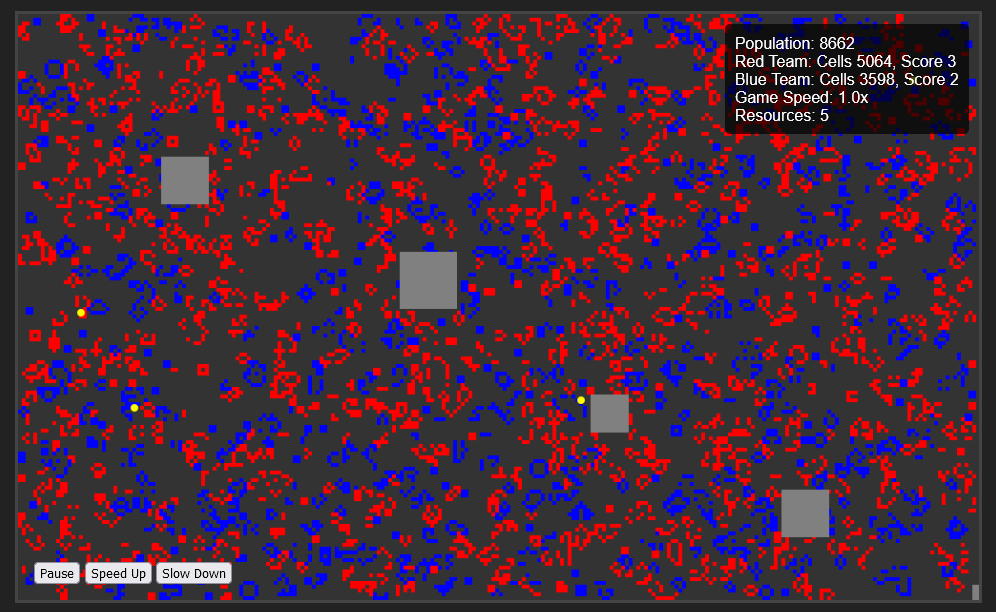 Population: 8662
Red Team: Cells 5064, Score 3
Blue Team: Cells 3598, Score 2
Game Speed: 1.0x
Resources: 5
Pause Speed Up Slow Down